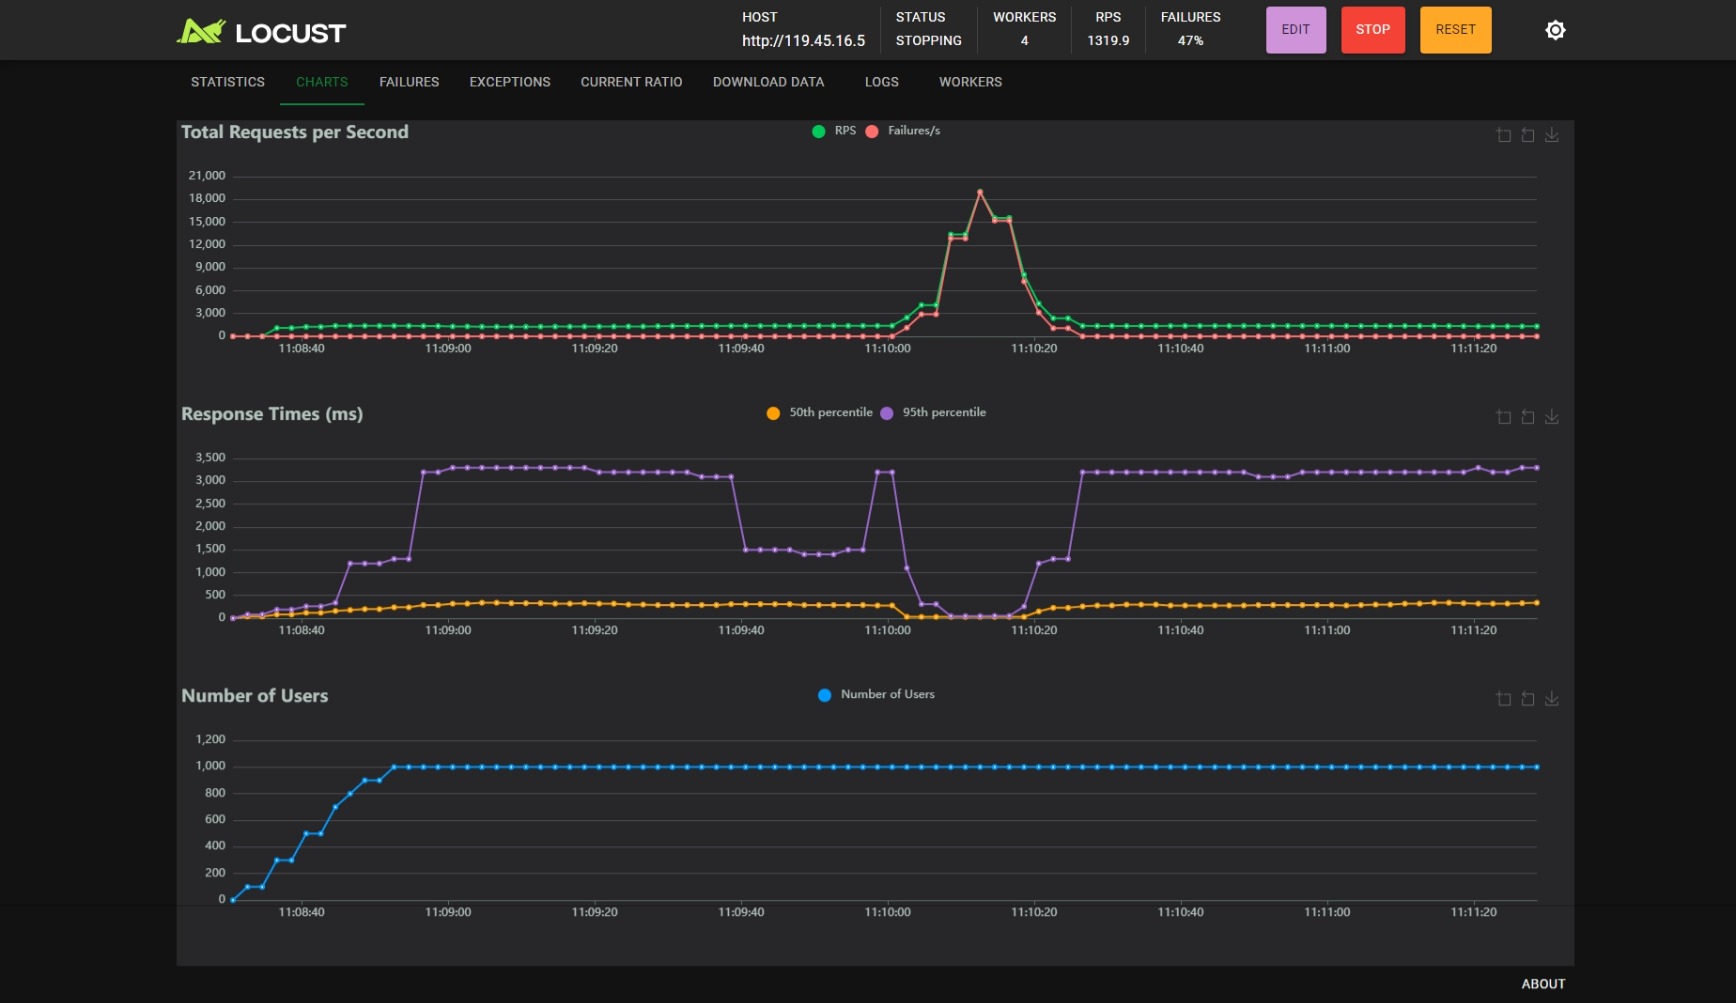 LOCUST
HOST
http://119.45.16.5
STATUS
STOPPING
WORKERS
4
RPS
1319.9
FAILURES
47%
EDIT
STOP
RESET
STATISTICS CHARTS FAILURES EXCEPTIONS CURRENT RATIO DOWNLOAD DATA LOGS WORKERS
Total Requests per Second
RPS Failures/s
21,000
18,000
15,000
12,000
9,000
6,000
3,000
0
11:08:40 11:09:00 11:09:20 11:09:40 11:10:00 11:10:20 11:10:40 11:11:00 11:11:20
Response Times (ms)
50th percentile 95th percentile
3,500
3,000
2,500
2,000
1,500
1,000
500
0
11:08:40 11:09:00 11:09:20 11:09:40 11:10:00 11:10:20 11:10:40 11:11:00 11:11:20
Number of Users
Number of Users
1,200
1,000
800
600
400
200
0
11:08:40 11:09:00 11:09:20 11:09:40 11:10:00 11:10:20 11:10:40 11:11:00 11:11:20
ABOUT